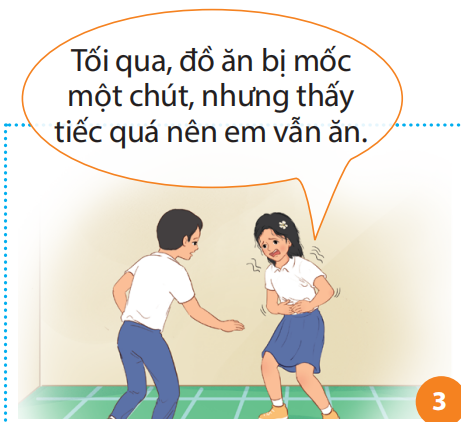 Tối qua, đồ ăn bị mốc
một chút, nhưng thấy
tiếc quá nên em vẫn ăn.
3